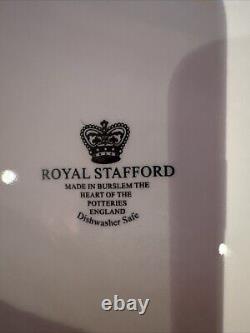 ROYAL STAFFORD
MADE IN BURSLEM THE
HEART OF THE
POTTERIES
ENGLAND
Dishwasher Safe